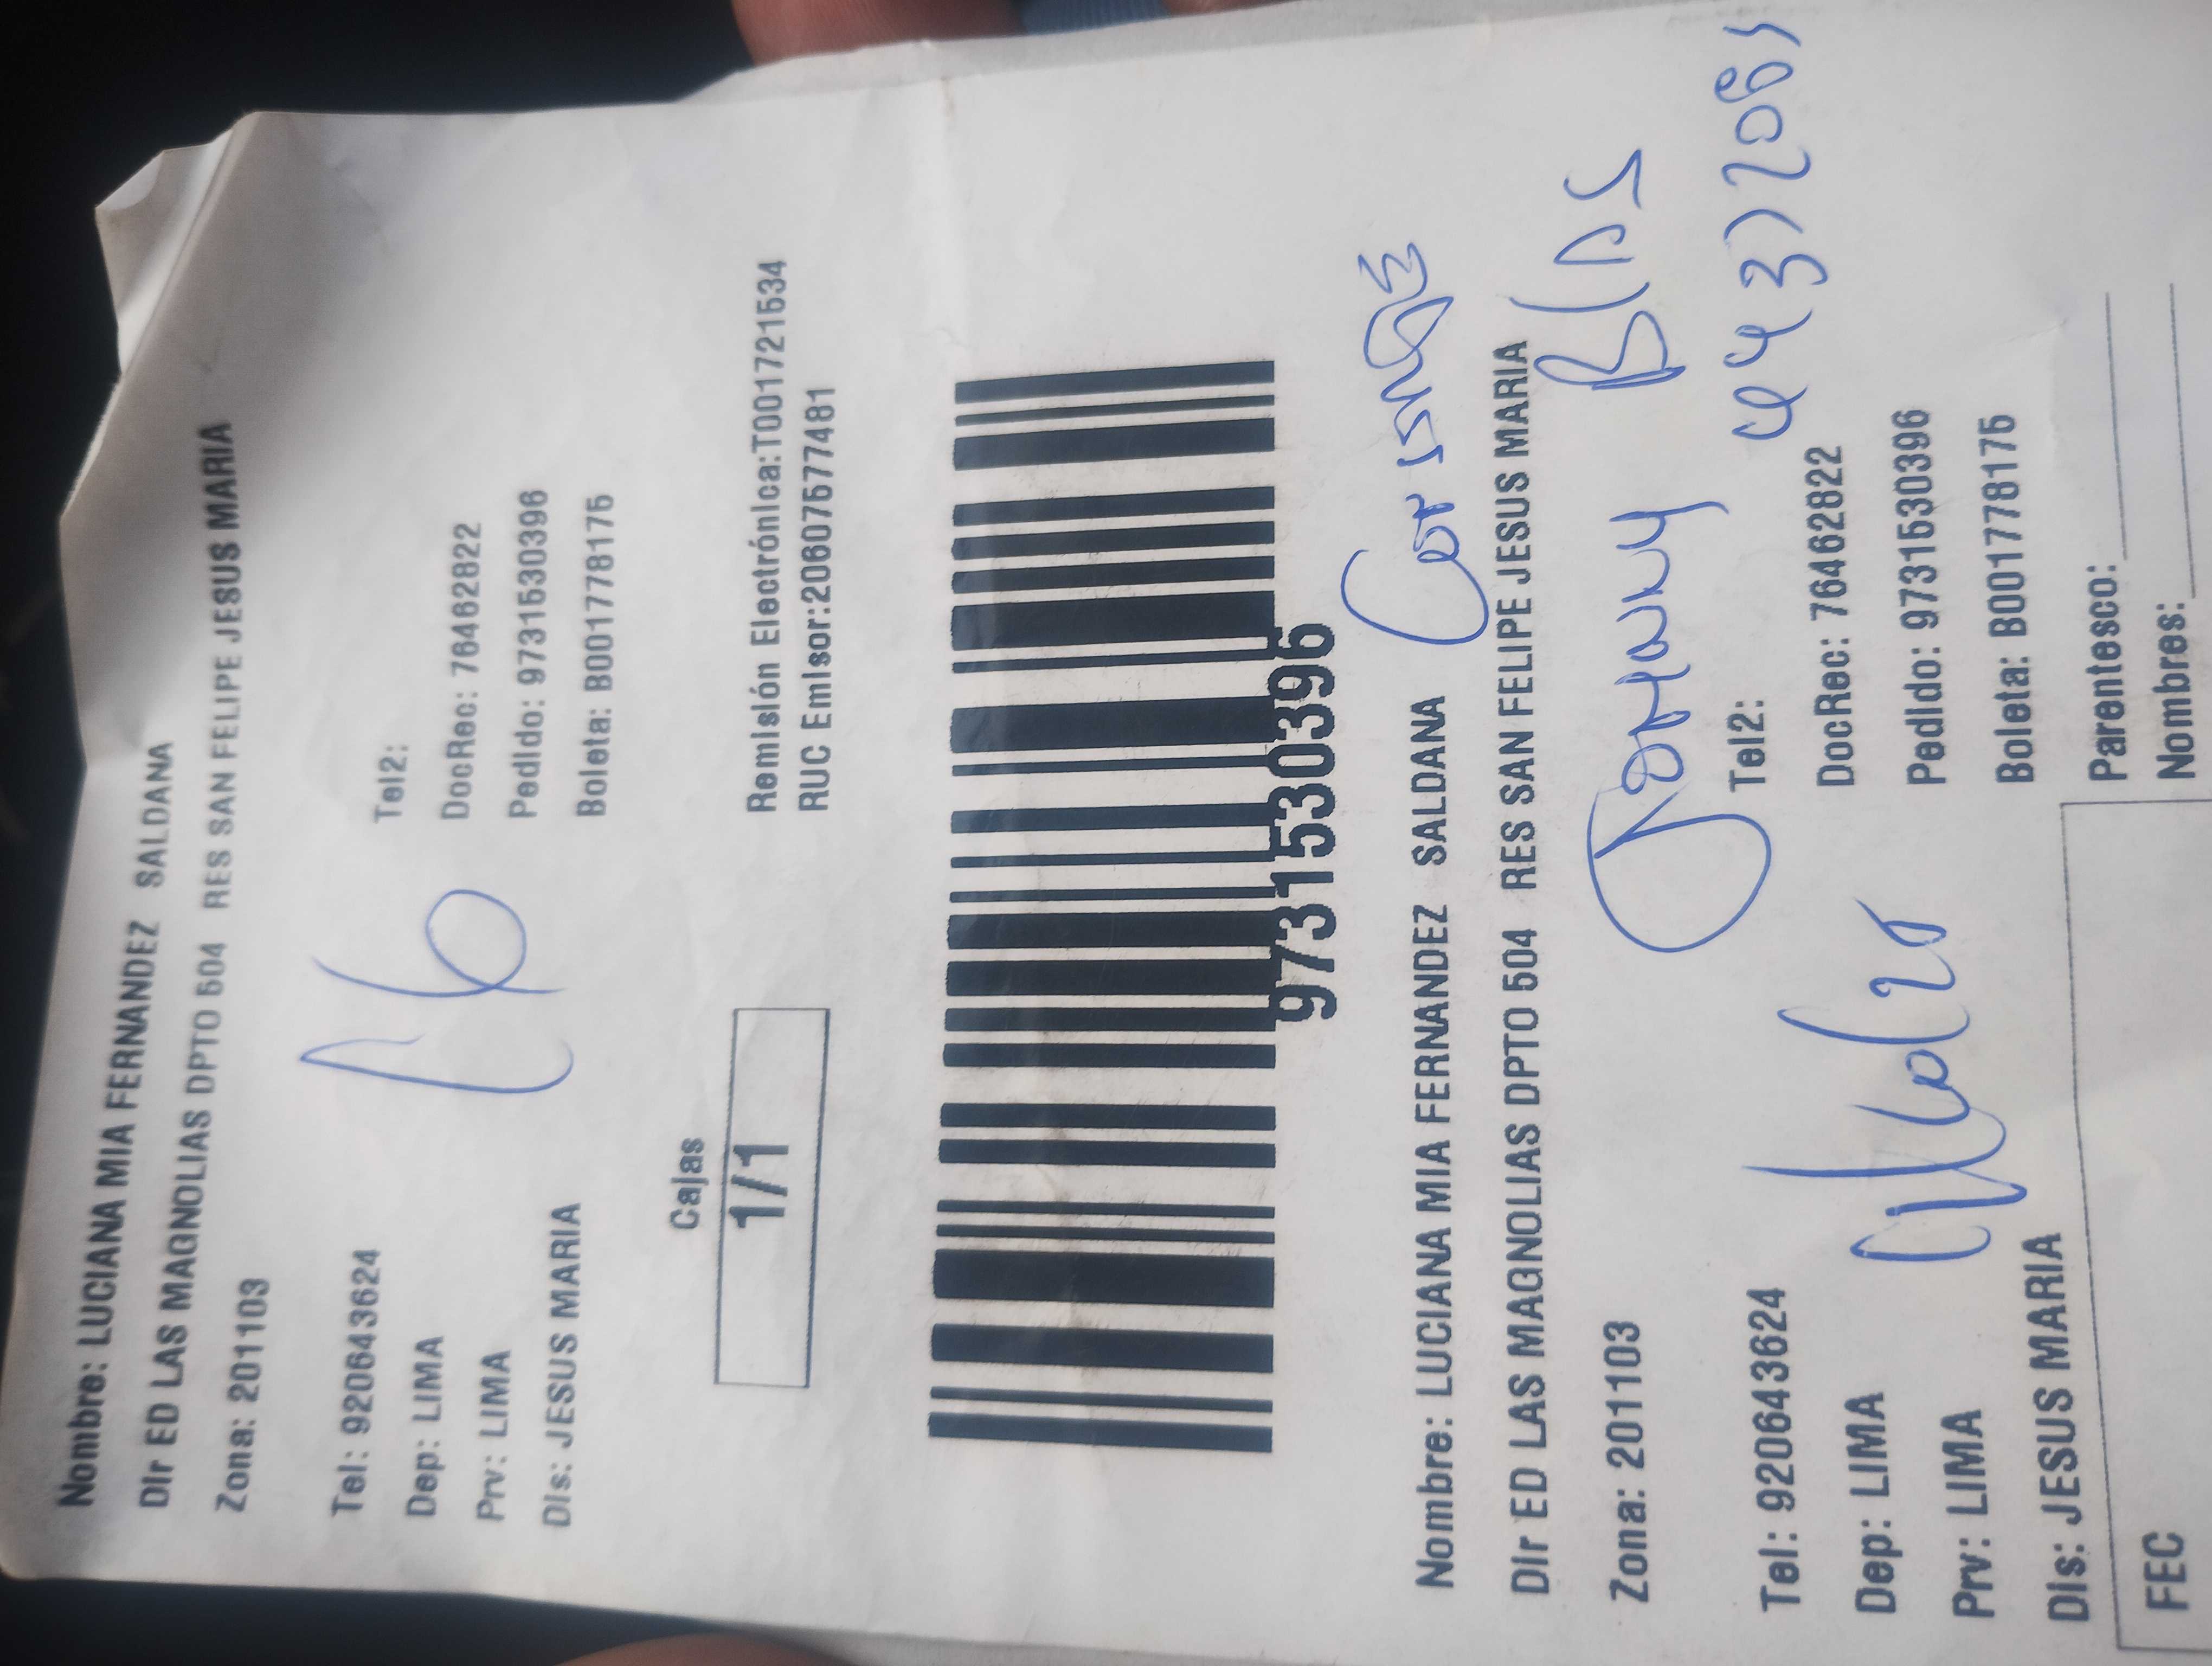 Nombre: LUCIANA MIA FERNANDEZ SALDANA
Dir ED LAS MAGNOLIAS DPTO 504 RES SAN FELIPE JESUS MARIA
Zona: 201103
Tel: 920643624 Tel2:
Dep: LIMA DocRec: 76462822
Prv: LIMA Pedido: 9731530396
Dis: JESUS MARIA Boleta: B001778175
Cajas
1/1
Remisión Electrónica:T001721534
RUC Emisor:20607577481
9731530396
Nombre: LUCIANA MIA FERNANDEZ SALDANA
Dir ED LAS MAGNOLIAS DPTO 504 RES SAN FELIPE JESUS MARIA
Zona: 201103
Tel: 920643624 Tel2:
Dep: LIMA DocRec: 76462822
Prv: LIMA Pedido: 9731530396
Dis: JESUS MARIA Boleta: B001778175
FEC
Parentesco:
Nombres: